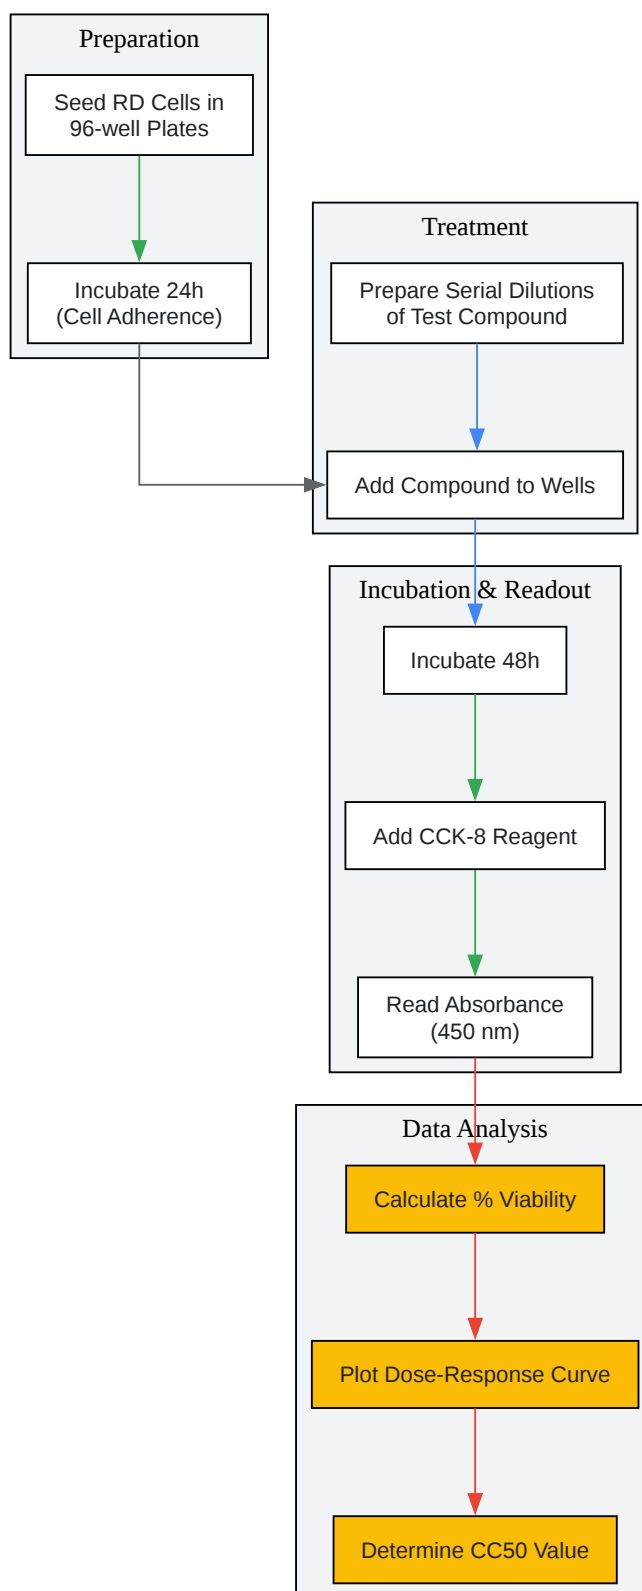 Preparation
Seed RD Cells in
96-well Plates
Incubate 24h
(Cell Adherence)
Treatment
Prepare Serial Dilutions
of Test Compound
Add Compound to Wells
Incubation & Readout
Incubate 48h
Add CCK-8 Reagent
Read Absorbance
(450 nm)
Data Analysis
Calculate % Viability
Plot Dose-Response Curve
Determine CC50 Value